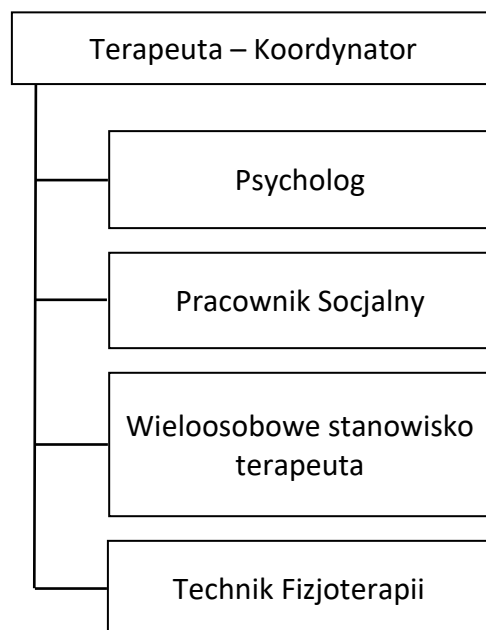 Terapeuta – Koordynator
Psycholog
Pracownik Socjalny
Wieloosobowe stanowisko
terapeuta
Technik Fizjoterapii